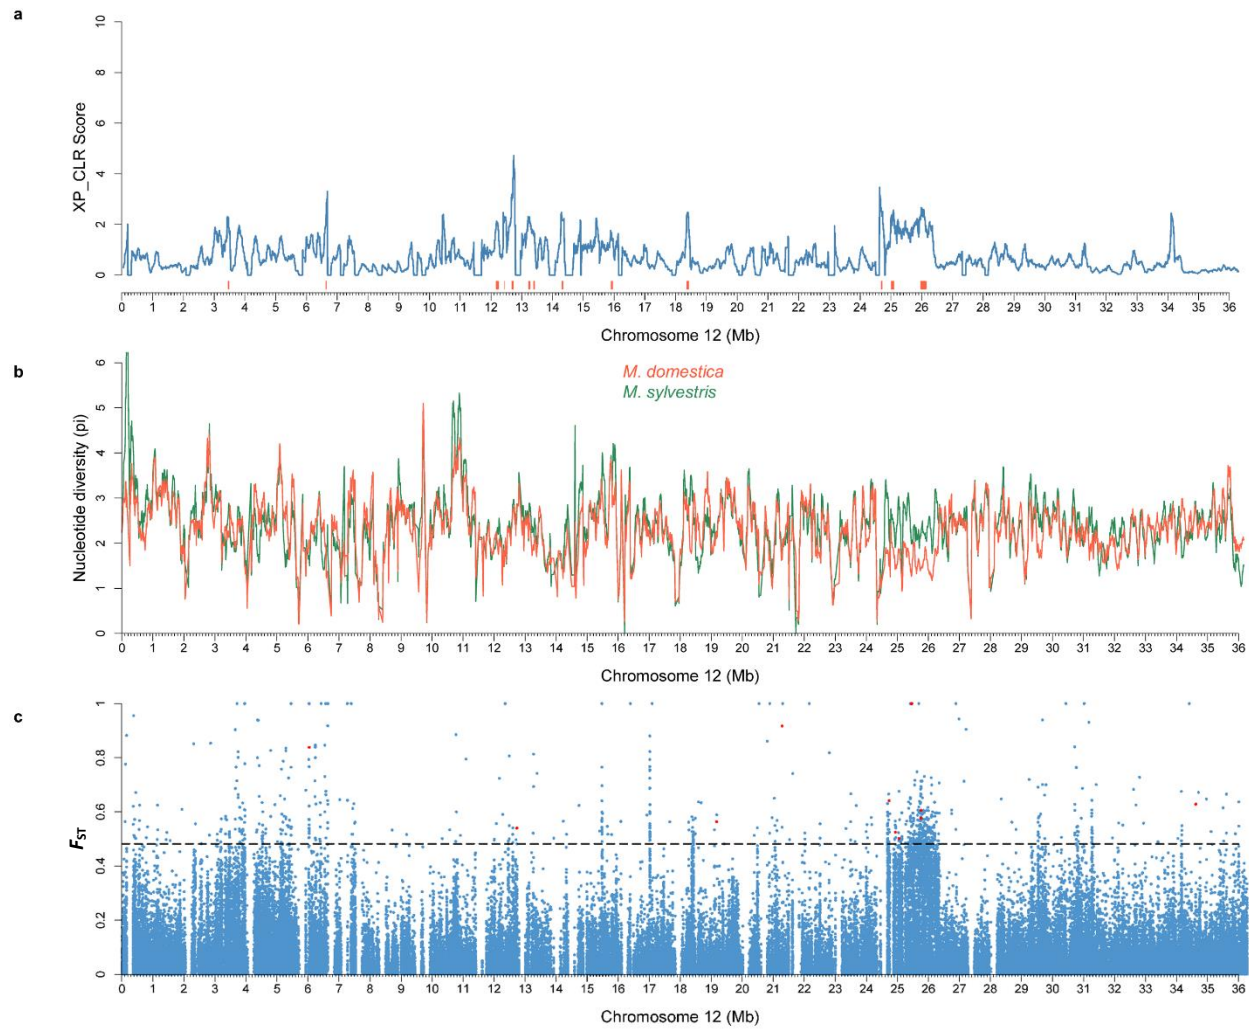 a
XP_CLR Score
10
8
6
4
2
0
0 1 2 3 4 5 6 7 8 9 10 11 12 13 14 15 16 17 18 19 20 21 22 23 24 25 26 27 28 29 30 31 32 33 34 35 36
Chromosome 12 (Mb)
b
M. domestica
M. sylvestris
Nucleotide diversity (pi)
6
5
4
3
2
1
0
0 1 2 3 4 5 6 7 8 9 10 11 12 13 14 15 16 17 18 19 20 21 22 23 24 25 26 27 28 29 30 31 32 33 34 35 36
Chromosome 12 (Mb)
c
FST
1
0.8
0.6
0.4
0.2
0
0 1 2 3 4 5 6 7 8 9 10 11 12 13 14 15 16 17 18 19 20 21 22 23 24 25 26 27 28 29 30 31 32 33 34 35 36
Chromosome 12 (Mb)